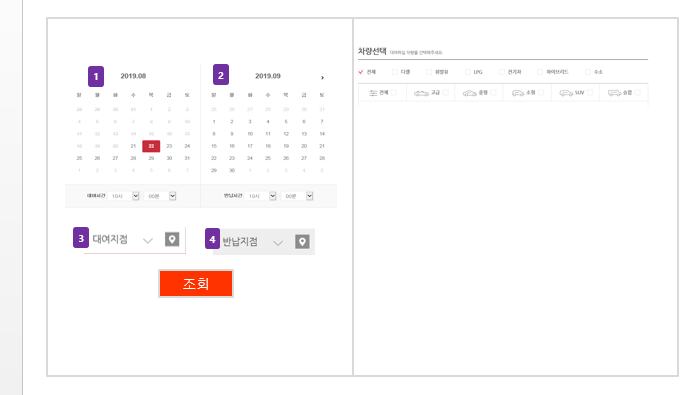 1
2019.08
일 월 화 수 목 금 토
28 29 30 31 1 2 3
4 5 6 7 8 9 10
11 12 13 14 15 16 17
18 19 20 21 22 23 24
25 26 27 28 29 30 31
1 2 3 4 5 6 7
대여시간 10시 00분
2
2019.09
일 월 화 수 목 금 토
25 26 27 28 29 30 31
1 2 3 4 5 6 7
8 9 10 11 12 13 14
15 16 17 18 19 20 21
22 23 24 25 26 27 28
29 30 1 2 3 4 5
반납시간 10시 00분
3 대여지점
4 반납지점
조회
차량선택 대여하실 차량을 선택해주세요
전체 디젤 휘발유 LPG 전기차 하이브리드 수소
전체 고급 중형 소형 SUV 승합